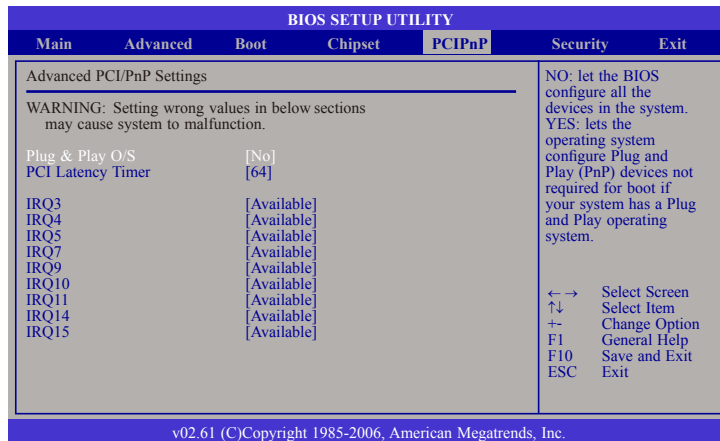 BIOS SETUP UTILITY
Main Advanced Boot Chipset PCIPnP Security Exit
Advanced PCI/PnP Settings
WARNING: Setting wrong values in below sections
may cause system to malfunction.
Plug & Play O/S [No]
PCI Latency Timer [64]
IRQ3 [Available]
IRQ4 [Available]
IRQ5 [Available]
IRQ7 [Available]
IRQ9 [Available]
IRQ10 [Available]
IRQ11 [Available]
IRQ14 [Available]
IRQ15 [Available]
NO: let the BIOS
configure all the
devices in the system.
YES: lets the
operating system
configure Plug and
Play (PnP) devices not
required for boot if
your system has a Plug
and Play operating
system.
←→ Select Screen
↑↓ Select Item
+- Change Option
F1 General Help
F10 Save and Exit
ESC Exit
v02.61 (C)Copyright 1985-2006, American Megatrends, Inc.